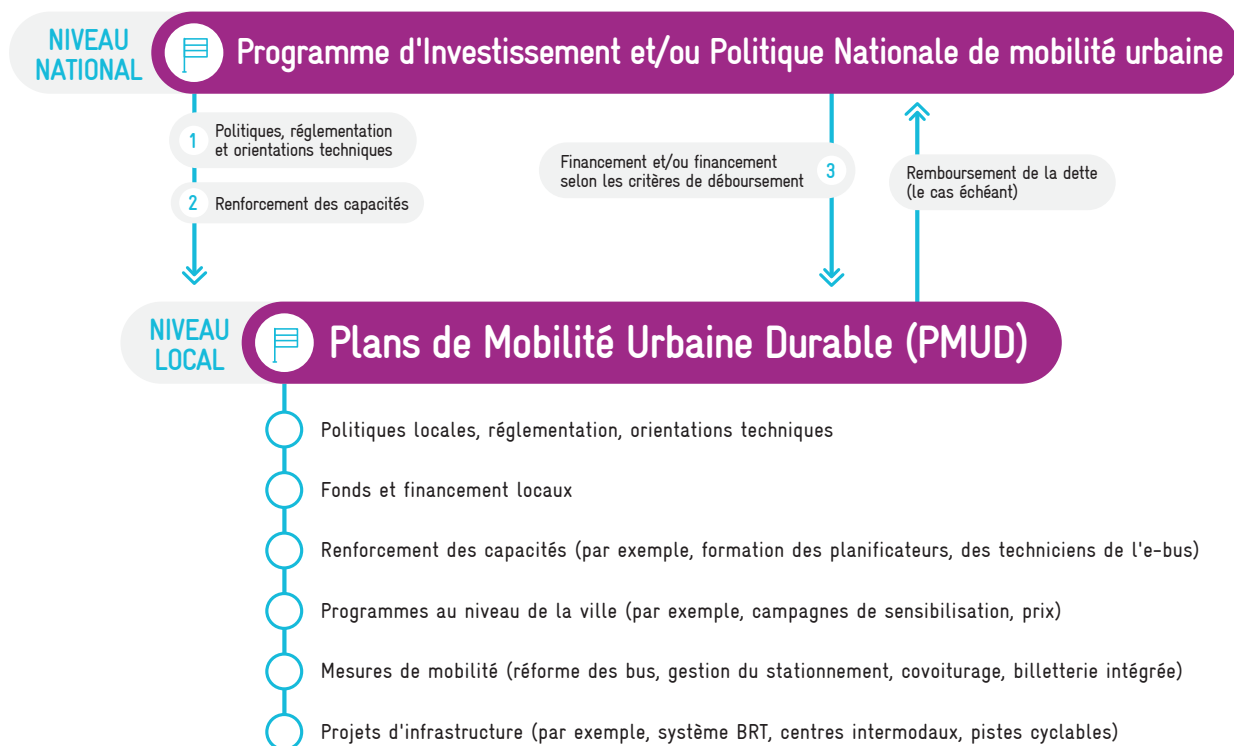 NIVEAU
NATIONAL
Programme d'Investissement et/ou Politique Nationale de mobilité urbaine
1
Politiques, réglementation
et orientations techniques
2
Renforcement des capacités
Financement et/ou financement
selon les critères de déboursement
3
Remboursement de la dette
(le cas échéant)
NIVEAU
LOCAL
Plans de Mobilité Urbaine Durable (PMUD)
Politiques locales, réglementation, orientations techniques
Fonds et financement locaux
Renforcement des capacités (par exemple, formation des planificateurs, des techniciens de l'e-bus)
Programmes au niveau de la ville (par exemple, campagnes de sensibilisation, prix)
Mesures de mobilité (réforme des bus, gestion du stationnement, covoiturage, billetterie intégrée)
Projets d'infrastructure (par exemple, système BRT, centres intermodaux, pistes cyclables)